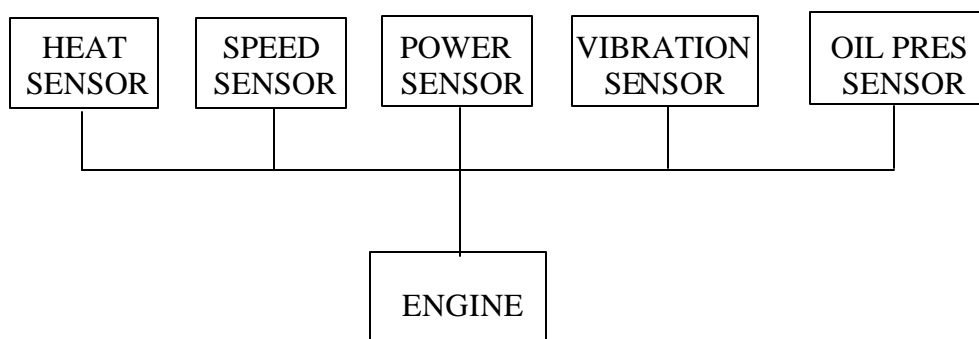 HEAT
SENSOR
SPEED
SENSOR
POWER
SENSOR
VIBRATION
SENSOR
OIL PRES
SENSOR
ENGINE